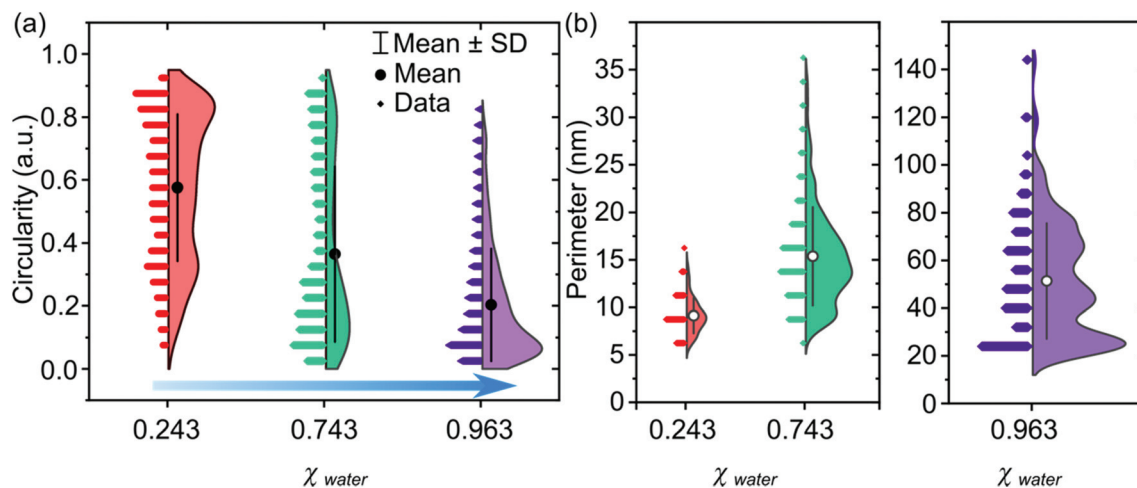 (a)
Circularity (a.u.)
1.0
0.8
0.6
0.4
0.2
0.0
Mean ± SD
Mean
Data
0.243 0.743 0.963
χ water
(b)
Perimeter (nm)
35
30
25
20
15
10
5
0
0.243 0.743
χ water
140
120
100
80
60
40
20
0
0.963
χ water